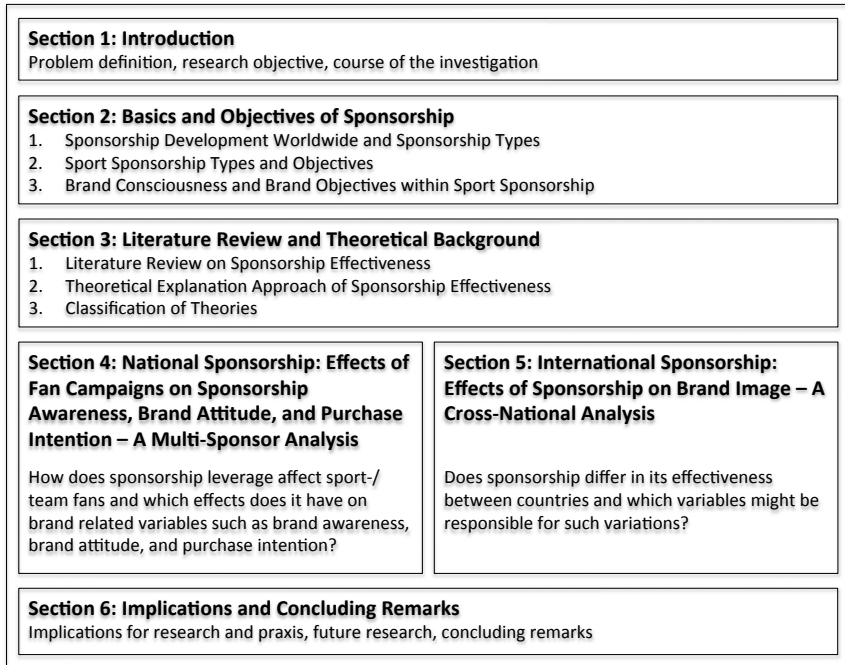 Section 1: Introduction
Problem definition, research objective, course of the investigation
Section 2: Basics and Objectives of Sponsorship
1. Sponsorship Development Worldwide and Sponsorship Types
2. Sport Sponsorship Types and Objectives
3. Brand Consciousness and Brand Objectives within Sport Sponsorship
Section 3: Literature Review and Theoretical Background
1. Literature Review on Sponsorship Effectiveness
2. Theoretical Explanation Approach of Sponsorship Effectiveness
3. Classification of Theories
Section 4: National Sponsorship: Effects of
Fan Campaigns on Sponsorship
Awareness, Brand Attitude, and Purchase
Intention – A Multi-Sponsor Analysis
How does sponsorship leverage affect sport-/
team fans and which effects does it have on
brand related variables such as brand awareness,
brand attitude, and purchase intention?
Section 5: International Sponsorship:
Effects of Sponsorship on Brand Image – A
Cross-National Analysis
Does sponsorship differ in its effectiveness
between countries and which variables might be
responsible for such variations?
Section 6: Implications and Concluding Remarks
Implications for research and praxis, future research, concluding remarks